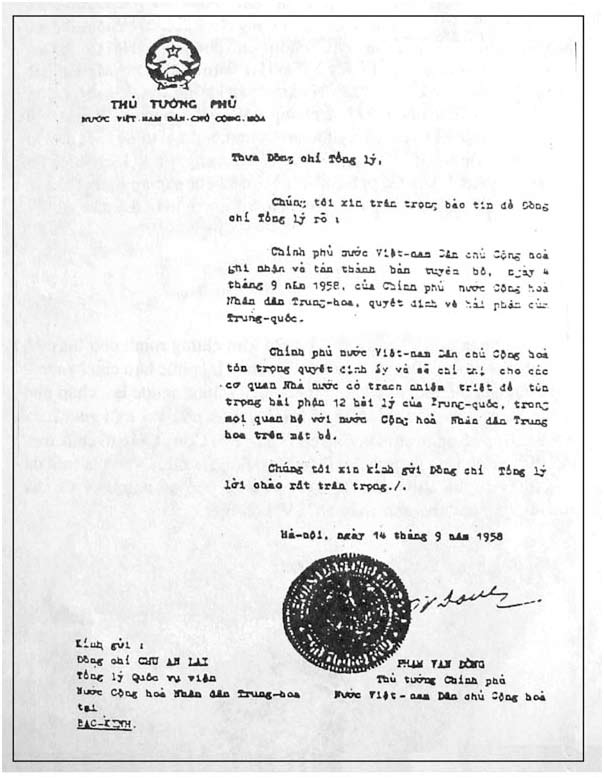 THỦ TƯỚNG PHỦ
NƯỚC VIỆT-NAM DÂN-CHỦ CỘNG-HÒA
Thưa Đồng chí Tổng lý,
Chúng tôi xin trân trọng báo tin để Đồng
chí Tổng lý rõ :
Chính phủ nước Việt-nam Dân chủ Cộng hoà
ghi nhận và tán thành bản tuyên bố, ngày 4
tháng 9 năm 1958, của Chính phủ nước Cộng hoà
Nhân dân Trung-hoa, quyết định về hải phận của
Trung-quốc.
Chính phủ nước Việt-nam Dân chủ Cộng hoà
tôn trọng quyết định ấy và sẽ chỉ thị cho các
cơ quan Nhà nước có trách nhiệm triệt để tôn
trọng hải phận 12 hải lý của Trung-quốc, trong
mọi quan hệ với nước Cộng hoà Nhân dân Trung
hoa trên mặt bể.
Chúng tôi xin kính gửi Đồng chí Tổng lý
lời chào rất trân trọng./.
Hà-nội, ngày 14 tháng 9 năm 1958
Kính gửi :
Đồng chí CHU AN LAI
Tổng lý Quốc vụ viện
Nước Cộng hoà Nhân dân Trung-hoa
tại
BẮC-KINH.
PHẠM VĂN ĐỒNG
Thủ tướng Chính phủ
Nước Việt-nam Dân chủ Cộng hoà